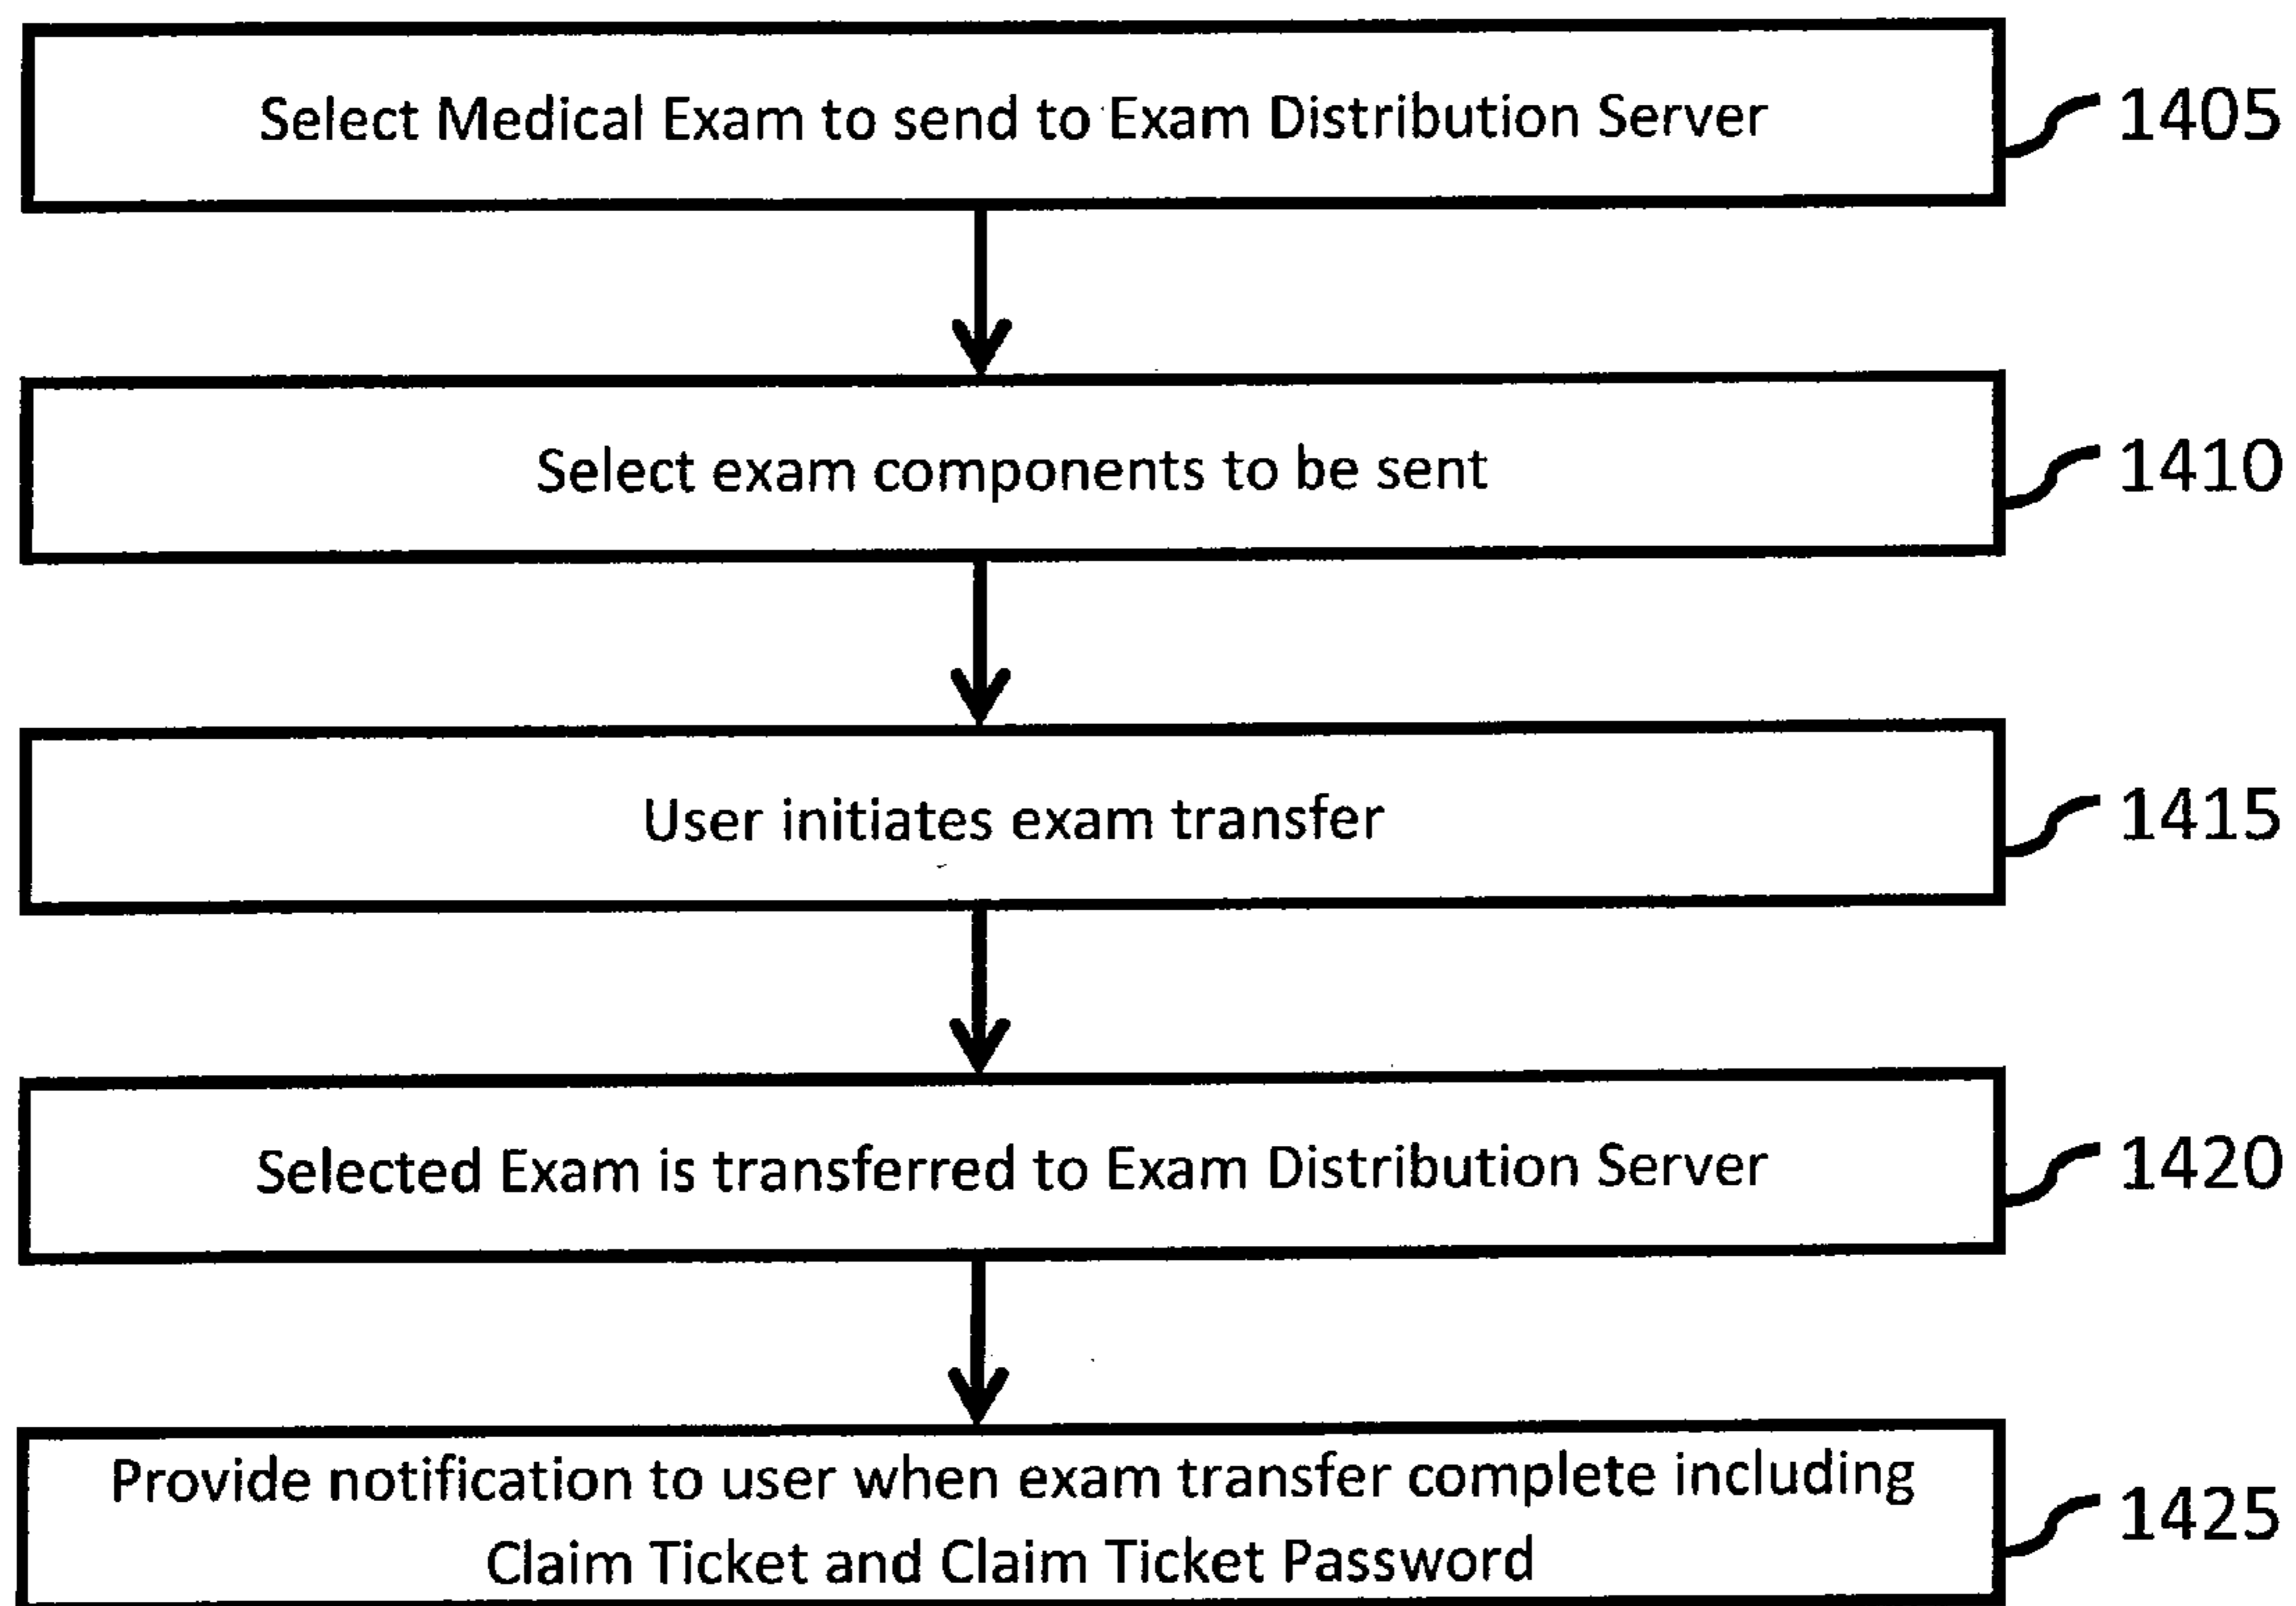 Select Medical Exam to send to Exam Distribution Server
1405
Select exam components to be sent
1410
User initiates exam transfer
1415
Selected Exam is transferred to Exam Distribution Server
1420
Provide notification to user when exam transfer complete including
Claim Ticket and Claim Ticket Password
1425